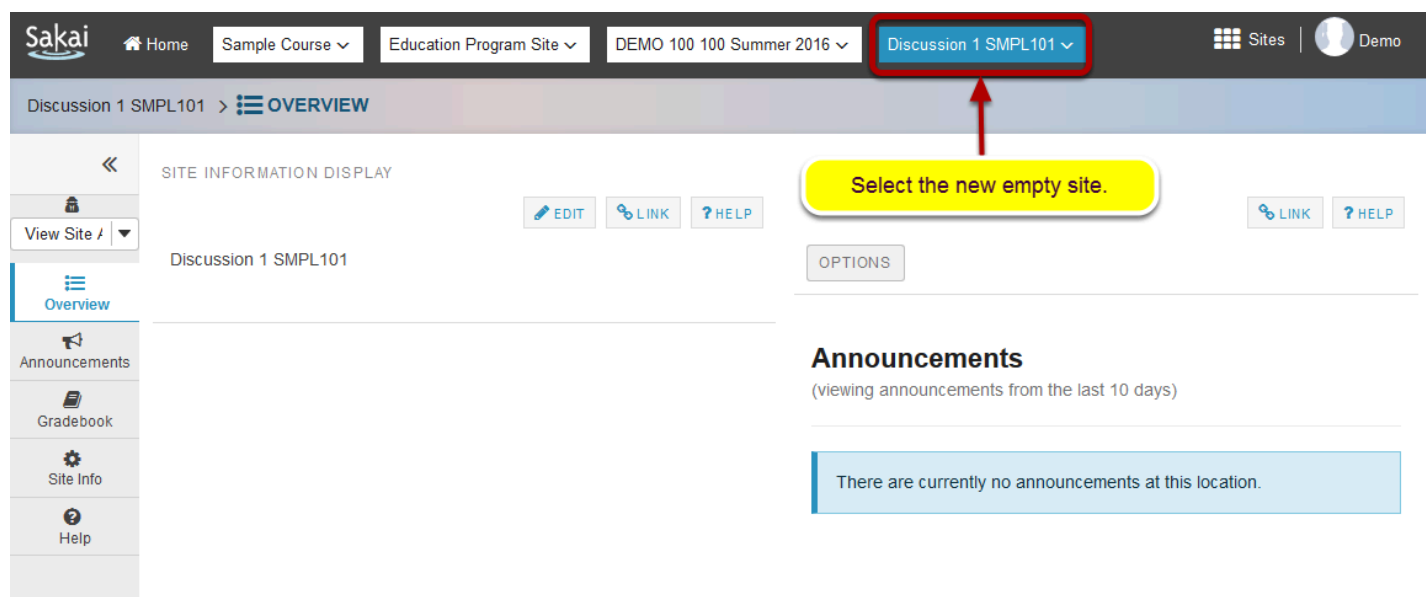 Sakai
Home
Sample Course
Education Program Site
DEMO 100 100 Summer 2016
Discussion 1 SMPL101
Sites
Demo
Discussion 1 SMPL101 > OVERVIEW
Select the new empty site.
SITE INFORMATION DISPLAY
EDIT
LINK
? HELP
LINK
? HELP
View Site A
Discussion 1 SMPL101
OPTIONS
Overview
Announcements
Gradebook
Site Info
Help
Announcements
(viewing announcements from the last 10 days)
There are currently no announcements at this location.